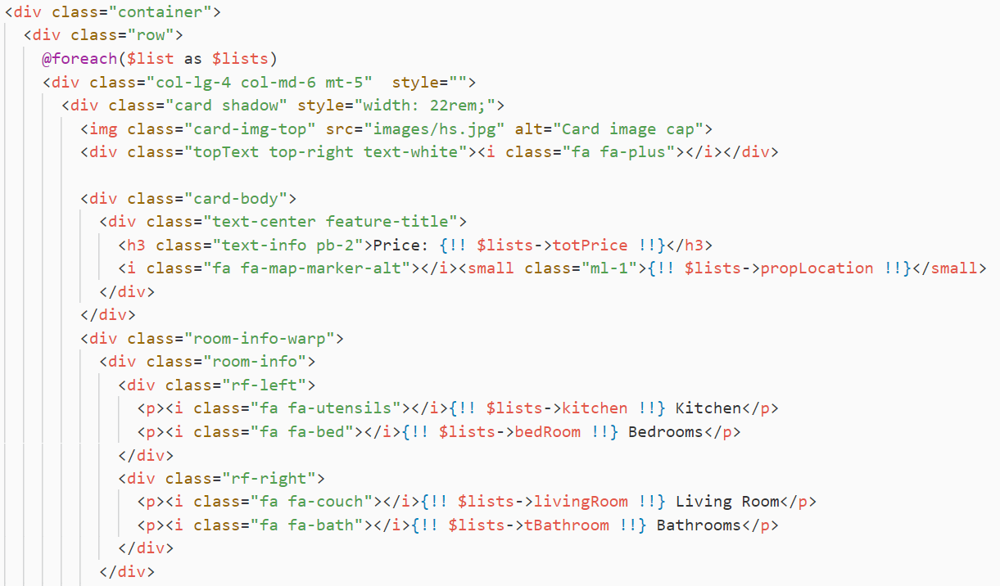 <div class="container">
<div class="row">
@foreach($list as $lists)
<div class="col-lg-4 col-md-6 mt-5"  style="">
<div class="card shadow" style="width: 22rem;">
<img class="card-img-top" src="images/hs.jpg" alt="Card image cap">
<div class="topText top-right text-white"><i class="fa fa-plus"></i></div>
<div class="card-body">
<div class="text-center feature-title">
<h3 class="text-info pb-2">Price: {!! $lists->totPrice !!}</h3>
<i class="fa fa-map-marker-alt"></i><small class="ml-1">{!! $lists->propLocation !!}</small>
</div>
</div>
<div class="room-info-warp">
<div class="room-info">
<div class="rf-left">
<p><i class="fa fa-utensils"></i>{!! $lists->kitchen !!} Kitchen</p>
<p><i class="fa fa-bed"></i>{!! $lists->bedRoom !!} Bedrooms</p>
</div>
<div class="rf-right">
<p><i class="fa fa-couch"></i>{!! $lists->livingRoom !!} Living Room</p>
<p><i class="fa fa-bath"></i>{!! $lists->tBathroom !!} Bathrooms</p>
</div>
</div>